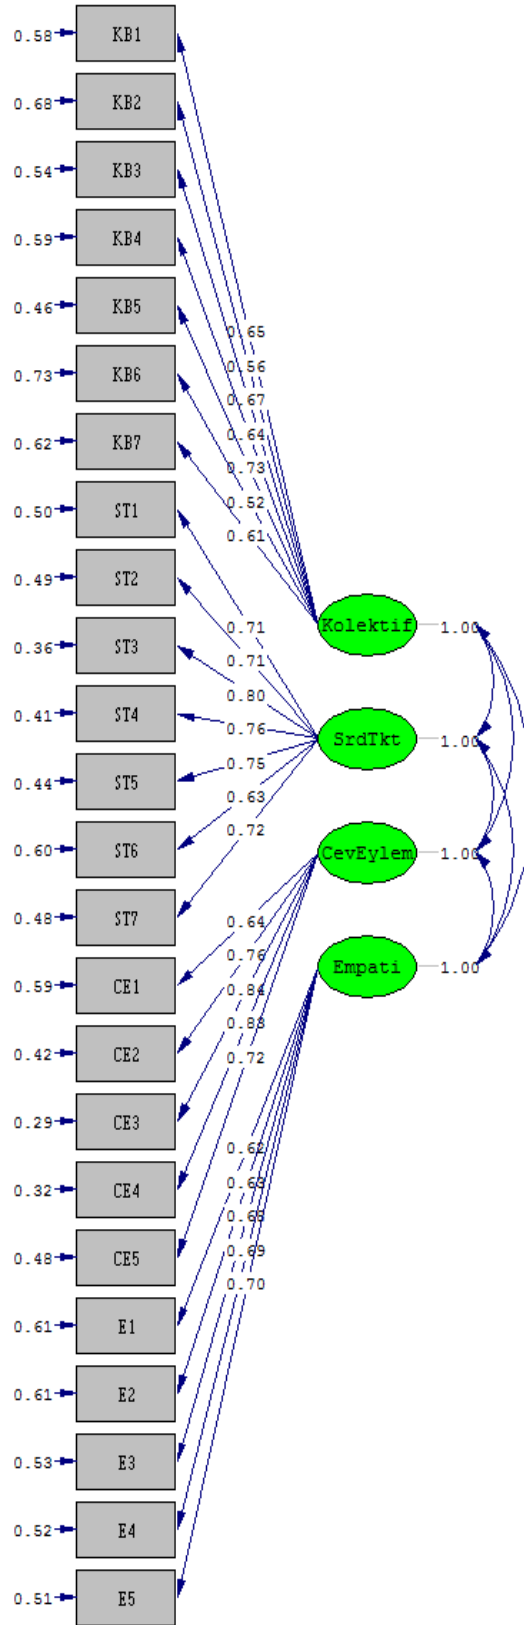 0.58 KB1
0.68 KB2
0.54 KB3
0.59 KB4
0.46 KB5
0.73 KB6
0.62 KB7
0.50 ST1
0.49 ST2
0.36 ST3
0.41 ST4
0.44 ST5
0.60 ST6
0.48 ST7
0.59 CE1
0.42 CE2
0.29 CE3
0.32 CE4
0.48 CE5
0.61 E1
0.61 E2
0.53 E3
0.52 E4
0.51 E5
0.65
0.56
0.67
0.64
0.73
0.52
0.61
0.71
0.71
0.80
0.76
0.75
0.63
0.72
0.64
0.76
0.84
0.83
0.72
0.62
0.63
0.68
0.69
0.70
Kolektif 1.00
SrdTkt 1.00
CevEylem 1.00
Empati 1.00